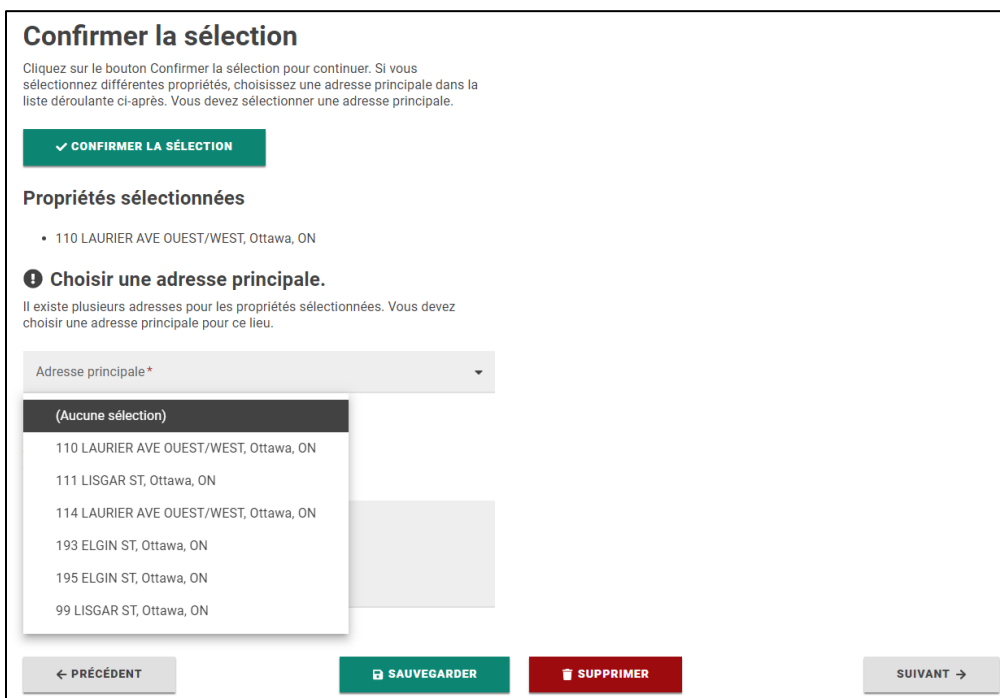 Confirmer la sélection
Cliquez sur le bouton Confirmer la sélection pour continuer. Si vous
sélectionnez différentes propriétés, choisissez une adresse principale dans la
liste déroulante ci-après. Vous devez sélectionner une adresse principale.
CONFIRMER LA SÉLECTION
Propriétés sélectionnées
• 110 LAURIER AVE OUEST/WEST, Ottawa, ON
Choisir une adresse principale.
Il existe plusieurs adresses pour les propriétés sélectionnées. Vous devez
choisir une adresse principale pour ce lieu.
Adresse principale*
(Aucune sélection)
110 LAURIER AVE OUEST/WEST, Ottawa, ON
111 LISGAR ST, Ottawa, ON
114 LAURIER AVE OUEST/WEST, Ottawa, ON
193 ELGIN ST, Ottawa, ON
195 ELGIN ST, Ottawa, ON
99 LISGAR ST, Ottawa, ON
← PRÉCÉDENT
SAUVEGARDER
SUPPRIMER
SUIVANT →